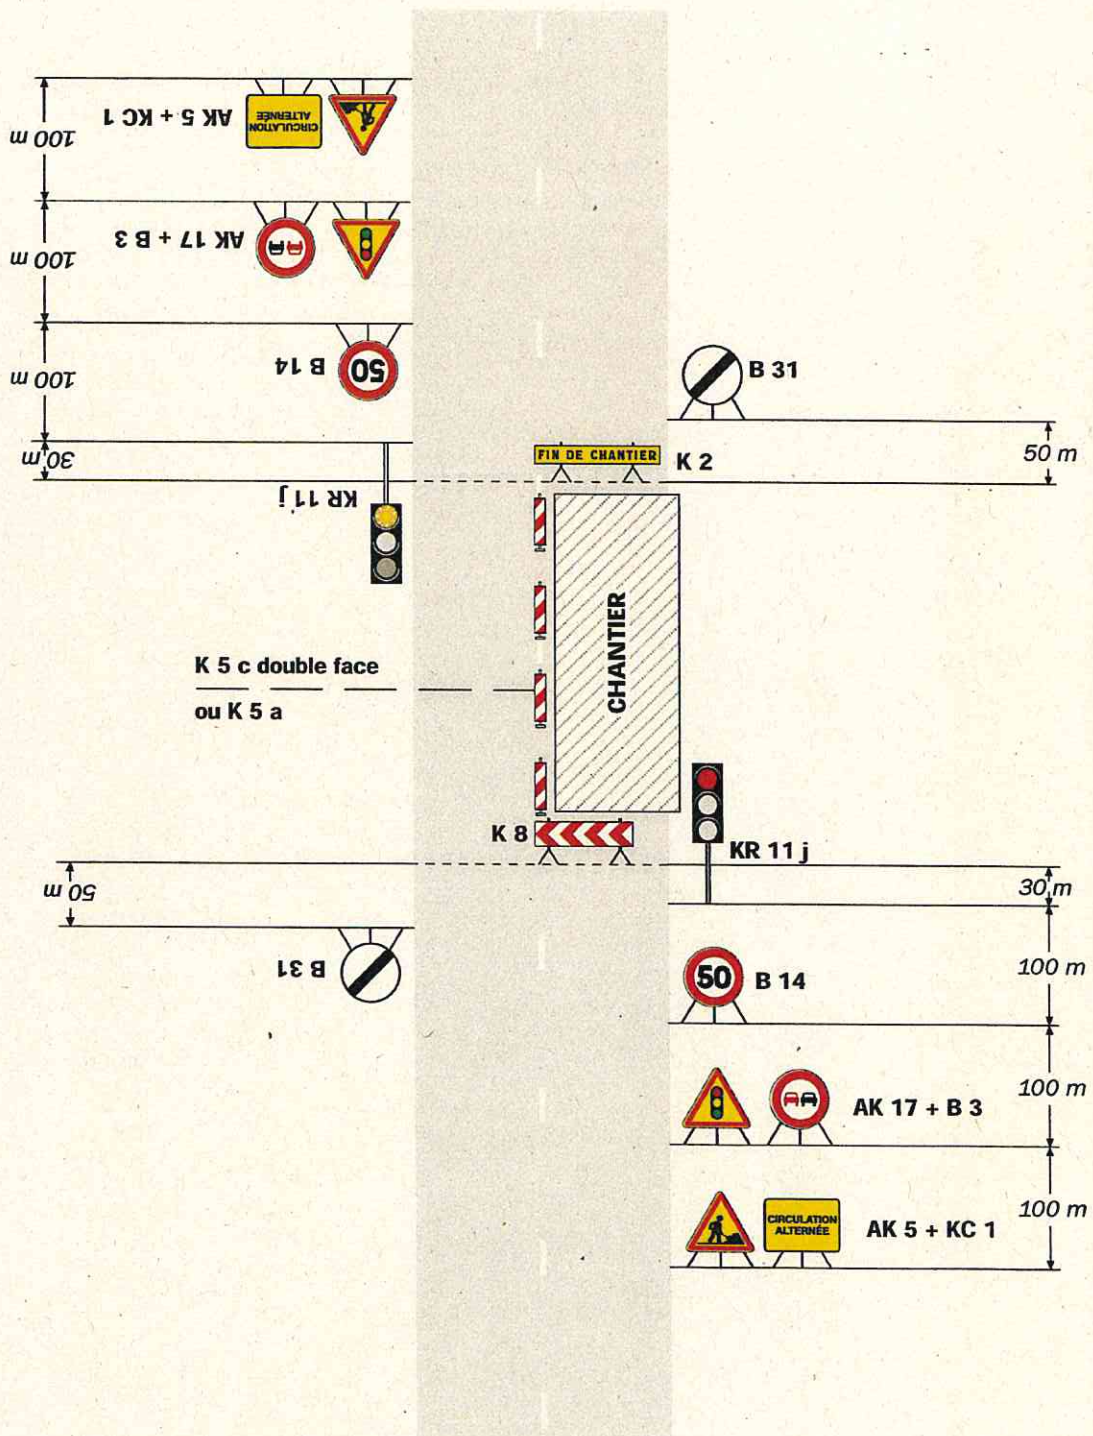 AK 5 + KC 1
CIRCULATION
ALTERNÉE
100 m
AK 17 + B 3
100 m
B 14
50
100 m
B 31
30 m
FIN DE CHANTIER
K 2
50 m
KR 11 j
CHANTIER
K 5 c double face
ou K 5 a
K 8
KR 11 j
50 m
30 m
B 31
50
B 14
100 m
AK 17 + B 3
100 m
CIRCULATION
ALTERNÉE
AK 5 + KC 1
100 m